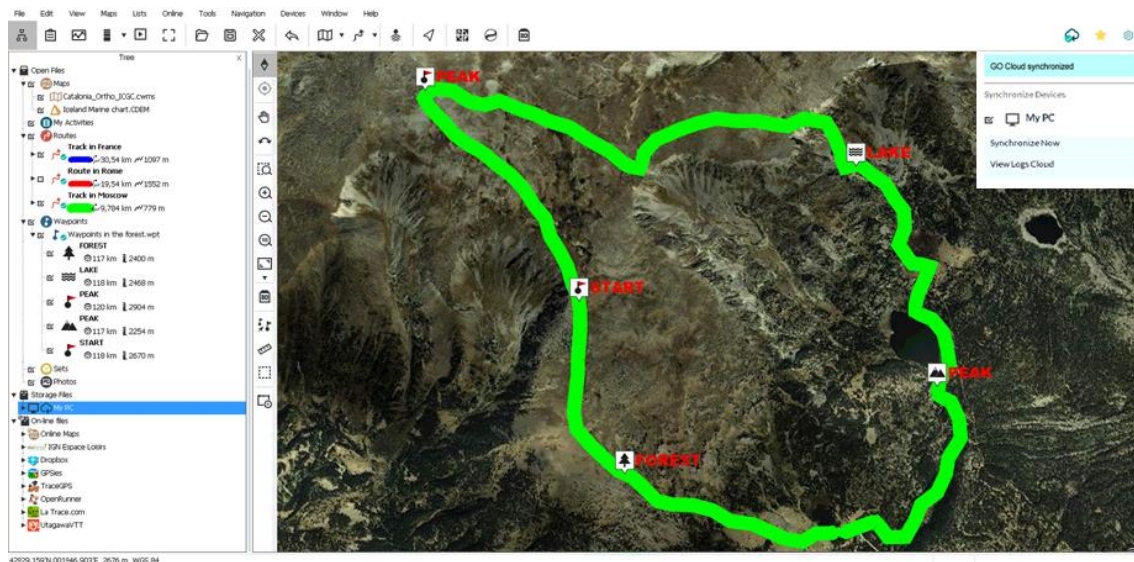 File Edit View Maps Lists Online Tools Navigation Devices Window Help
Tree X
Open Files
Maps
Catalonia_Ortho_ICGC.cwms
Iceland Marine chart.CDEM
My Activities
Routes
Track in France
30,54 km 1097 m
Route in Rome
19,54 km 1552 m
Track in Moscow
9,784 km 779 m
Waypoints
Waypoints in the forest.wpt
FOREST
117 km 2400 m
LAKE
118 km 2468 m
PEAK
120 km 2904 m
PEAK
117 km 2254 m
START
118 km 2670 m
Sets
Photos
Storage Files
My PC
On-line files
Online Maps
IGN Espace Loisirs
Dropbox
GPSies
TraceGPS
OpenRunner
La Trace.com
UtagawaVTT
PEAK
LAKE
START
PEAK
FOREST
GO Cloud synchronized
Synchronize Devices
My PC
Synchronize Now
View Logs Cloud
2676 m, WGS 84